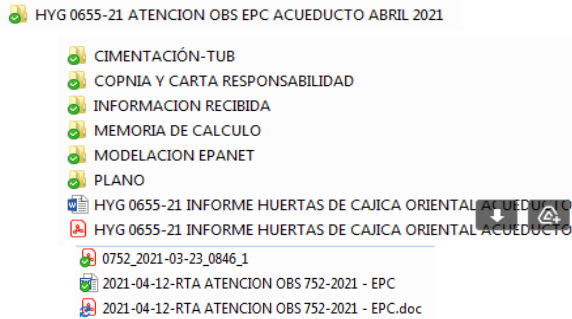 HYG 0655-21 ATENCION OBS EPC ACUEDUCTO ABRIL 2021
CIMENTACIÓN-TUB
COPNIA Y CARTA RESPONSABILIDAD
INFORMACION RECIBIDA
MEMORIA DE CALCULO
MODELACION EPANET
PLANO
HYG 0655-21 INFORME HUERTAS DE CAJICA ORIENTAL ACUEDUCTO
HYG 0655-21 INFORME HUERTAS DE CAJICA ORIENTAL ACUEDUCTO
0752_2021-03-23_0846_1
2021-04-12-RTA ATENCION OBS 752-2021 - EPC
2021-04-12-RTA ATENCION OBS 752-2021 - EPC.doc